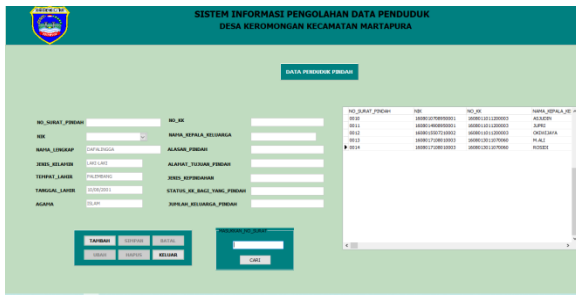 SISTEM INFORMASI PENGOLAHAN DATA PENDUDUK
DESA KEROMONGAN KECAMATAN MARTAPURA
DATA PENDUDUK PINDAH
NO_SURAT_PINDAH
NIK
NAMA_LENGKAP
JENIS_KELAMIN LAKI-LAKI
TEMPAT_LAHIR PALEMBANG
TANGGAL_LAHIR
AGAMA ISLAM
NO_KK
NAMA_KEPALA_KELUARGA
ALASAN_PINDAH
ALAMAT_TUJUAN_PINDAH
JENIS_KEPINDAHAN
STATUS_KK_BAGI_YANG_PINDAH
JUMLAH_KELUARGA_PINDAH
NO_SURAT_PINDAH NIK NO_KK NAMA_KEPALA_KE
0010
0011 JUPRI
0012
0013 M.ALI
0014 ROSIDI
TAMBAH SIMPAN BATAL
UBAH HAPUS KELUAR
MASUKAN_NO_SURAT
CARI